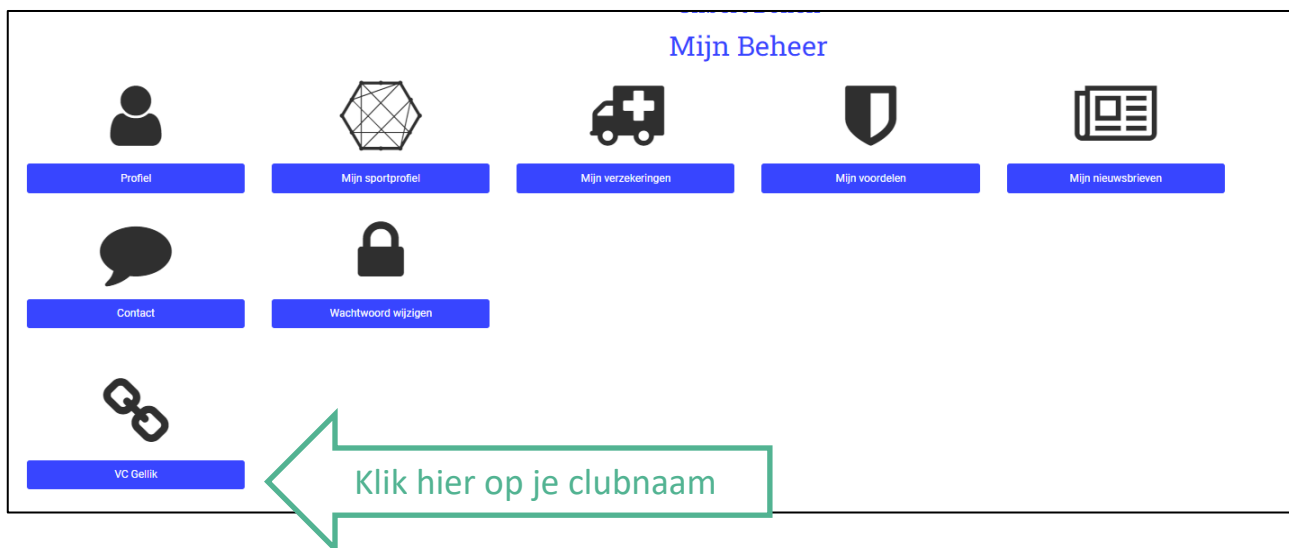 Mijn Beheer
Profiel
Mijn sportprofiel
Mijn verzekeringen
Mijn voordelen
Mijn nieuwsbrieven
Contact
Wachtwoord wijzigen
VC Gellik
Klik hier op je clubnaam